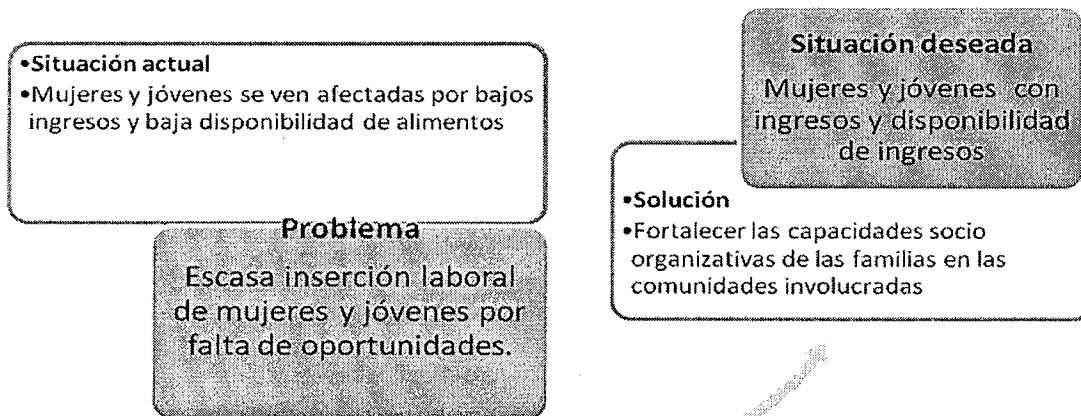 •Situación actual
•Mujeres y jóvenes se ven afectadas por bajos
ingresos y baja disponibilidad de alimentos
Problema
Escasa inserción laboral
de mujeres y jóvenes por
falta de oportunidades.
Situación deseada
Mujeres y jóvenes con
ingresos y disponibilidad
de ingresos
•Solución
•Fortalecer las capacidades socio
organizativas de las familias en las
comunidades involucradas